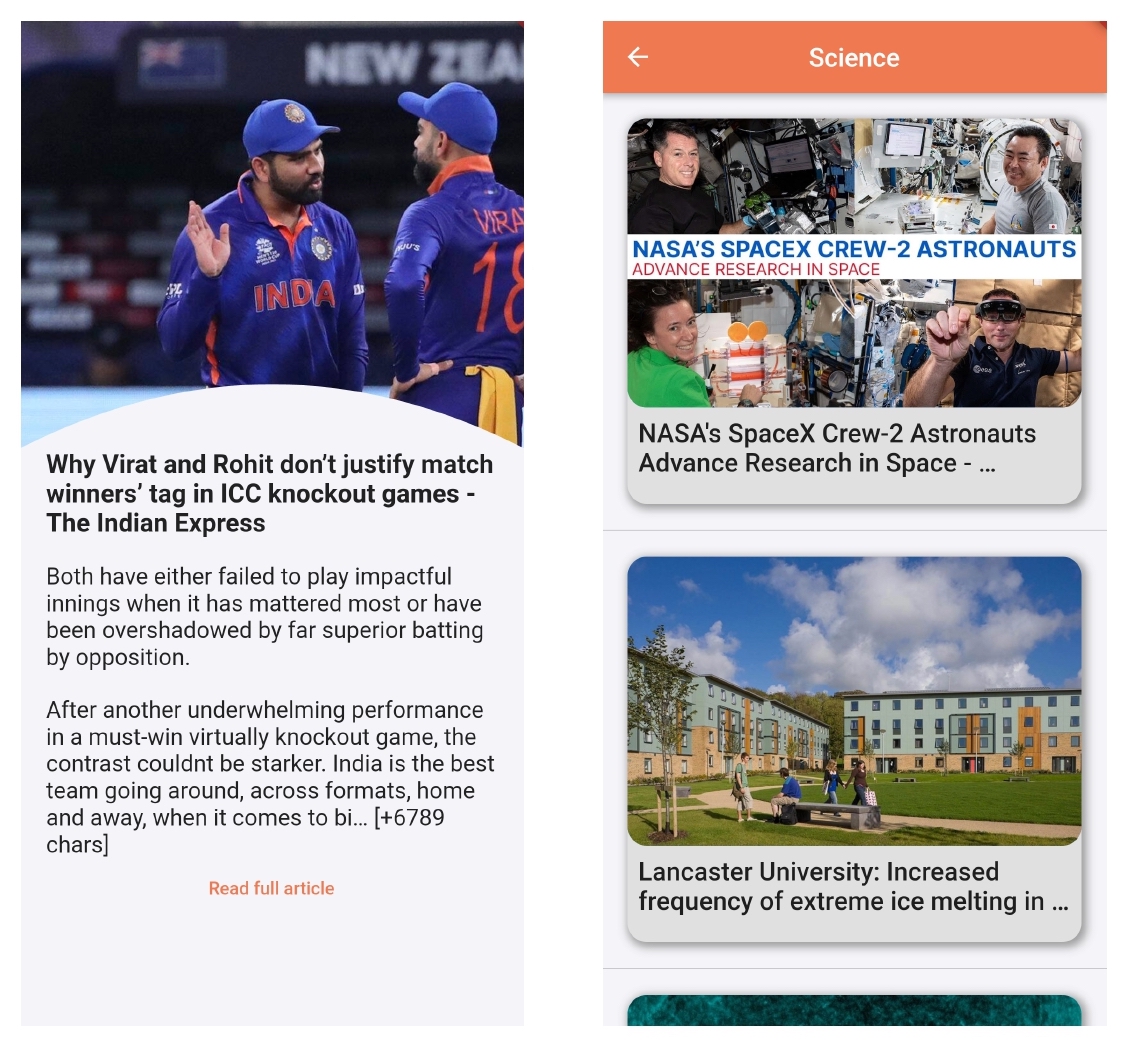 NEW ZEA
INDIA
VIRAT
18
Why Virat and Rohit don’t justify match
winners’ tag in ICC knockout games -
The Indian Express
Both have either failed to play impactful
innings when it has mattered most or have
been overshadowed by far superior batting
by opposition.
After another underwhelming performance
in a must-win virtually knockout game, the
contrast couldnt be starker. India is the best
team going around, across formats, home
and away, when it comes to bi... [+6789
chars]
Read full article
Science
NASA'S SPACEX CREW-2 ASTRONAUTS
ADVANCE RESEARCH IN SPACE
esa
NASA's SpaceX Crew-2 Astronauts
Advance Research in Space - ...
Lancaster University: Increased
frequency of extreme ice melting in ...